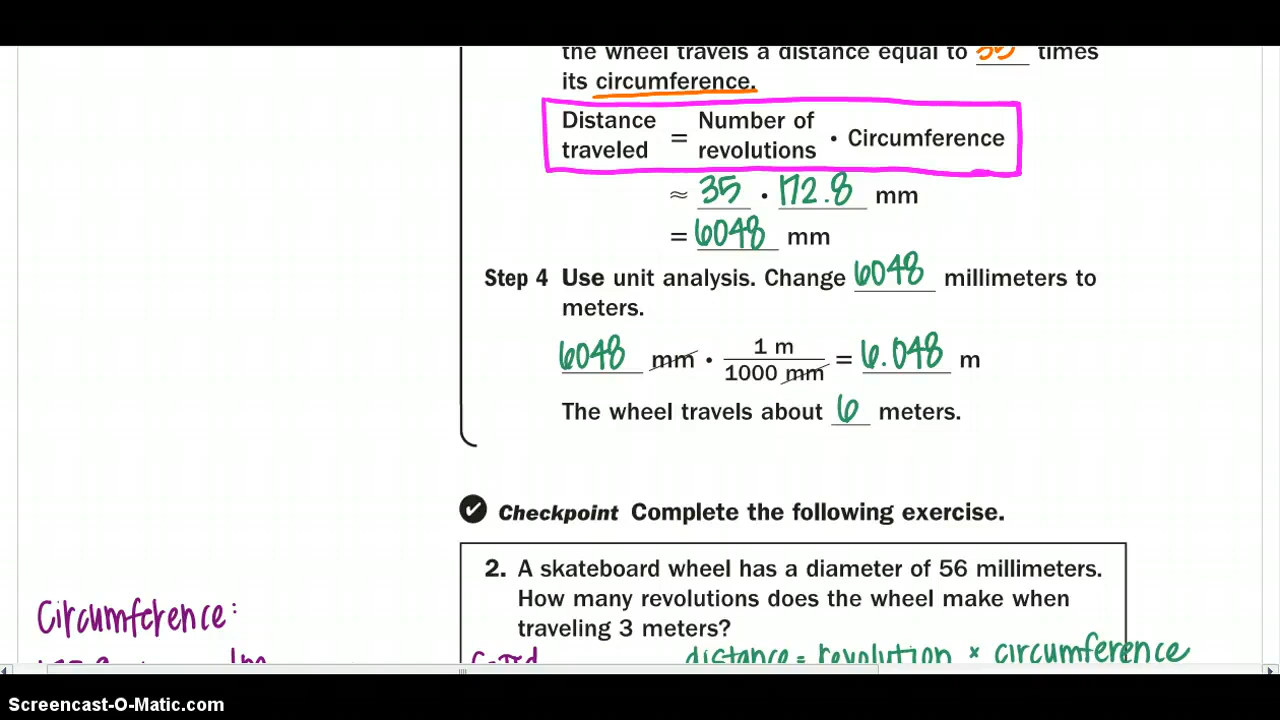 the wheel travels a distance equal to 35 times
its circumference.
Distance traveled = Number of revolutions · Circumference
≈ 35 · 172.8 mm
= 6048 mm
Step 4 Use unit analysis. Change 6048 millimeters to
meters.
6048 mm · 1 m / 1000 mm = 6.048 m
The wheel travels about 6 meters.
✔ Checkpoint Complete the following exercise.
2. A skateboard wheel has a diameter of 56 millimeters.
How many revolutions does the wheel make when
traveling 3 meters?
Circumference:
distance = revolution × circumference
1m
C=πd
Screencast-O-Matic.com